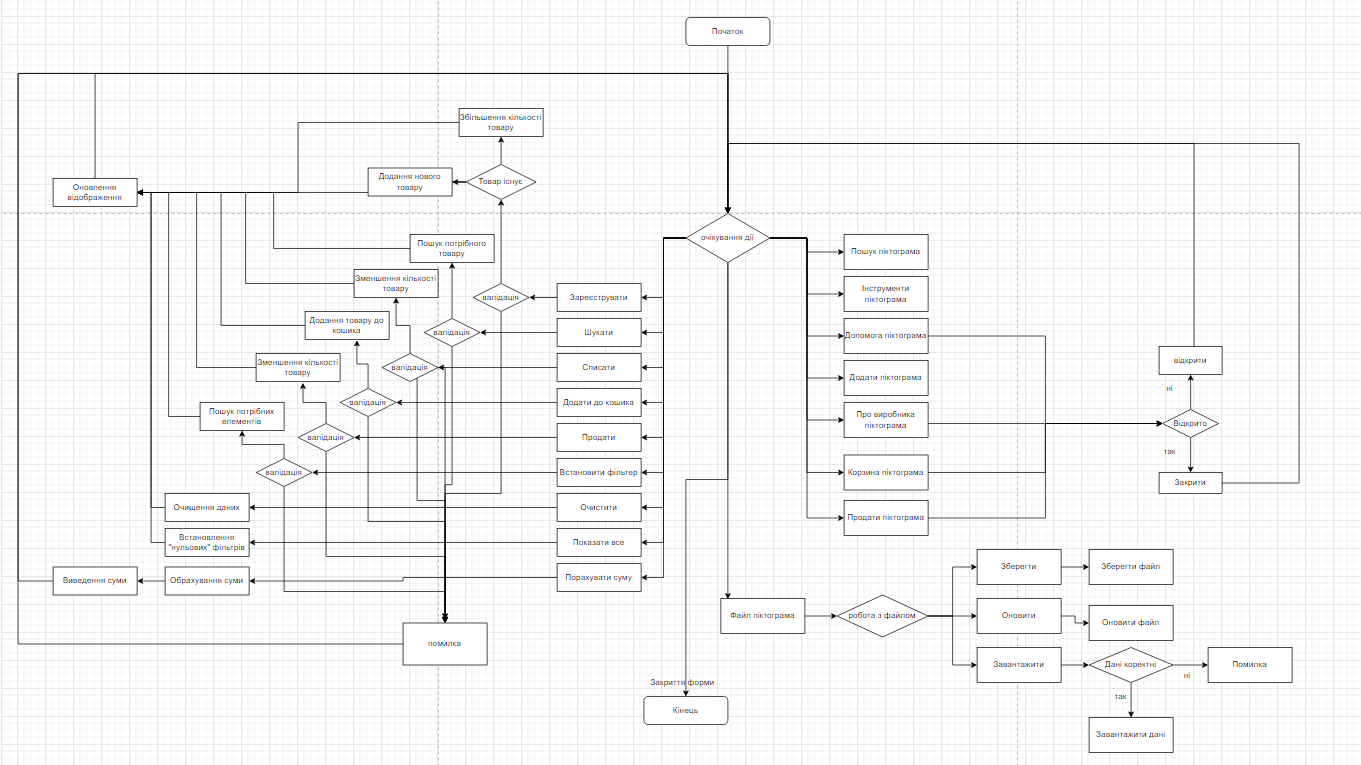 Початок
Збільшення кількості
товару
Додання нового
товару
Товар існує
Оновлення
відображення
очікування дії
Пошук потрібного
товару
Пошук піктограма
Зменшення кількості
товару
валідація
Зареєструвати
Інструменти
піктограма
Додання товару до
кошика
валідація
Шукати
Допомога піктограма
відкрити
Зменшення кількості
товару
валідація
Списати
Додати піктограма
ні
Пошук потрібних
елементів
валідація
Додати до кошика
Про виробника
піктограма
Відкрито
валідація
Продати
так
валідація
Встановити фільтер
Корзина піктограма
Закрити
Очищення даних
Очистити
Продати піктограма
Встановлення
"нульових" фільтрів
Показати все
Виведення суми
Обрахування суми
Порахувати суму
Зберегти
Зберегти файл
Файл піктограма
робота з файлом
Оновити
Оновити файл
помилка
Завантажити
Дані коректні
Помилка
ні
Закриття форми
так
Кінець
Завантажити дані